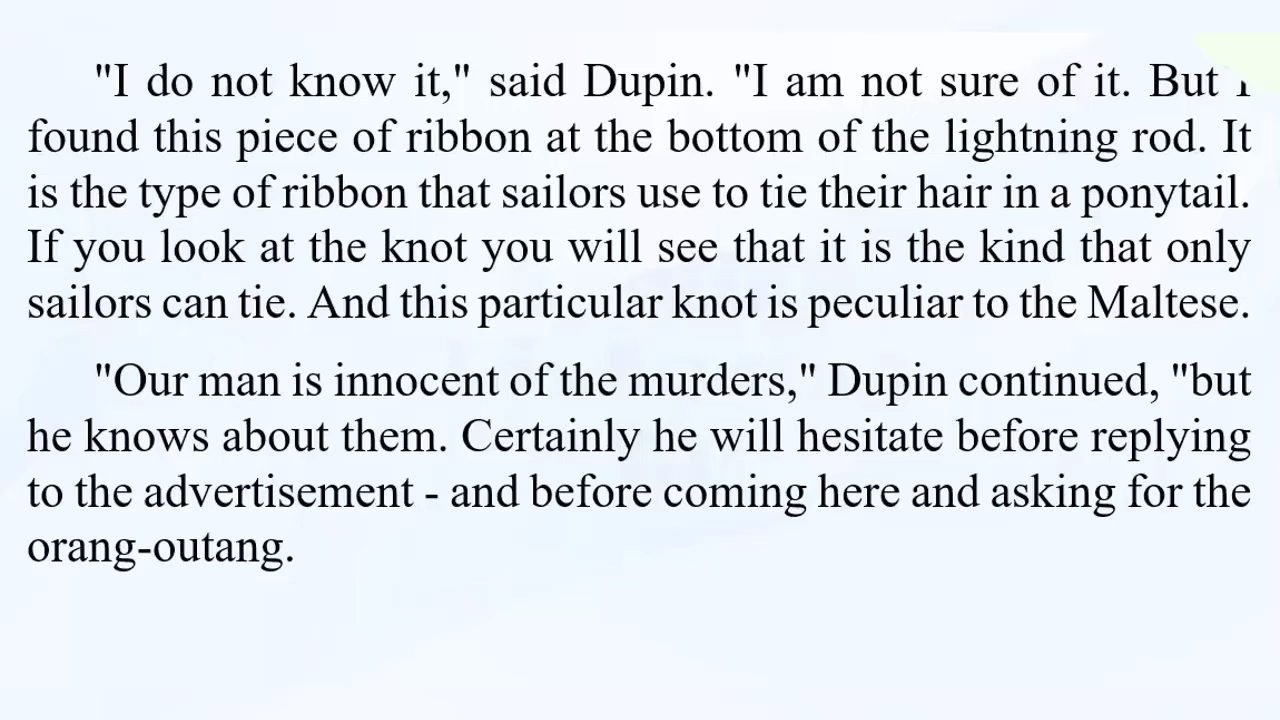 "I do not know it," said Dupin. "I am not sure of it. But I
found this piece of ribbon at the bottom of the lightning rod. It
is the type of ribbon that sailors use to tie their hair in a ponytail.
If you look at the knot you will see that it is the kind that only
sailors can tie. And this particular knot is peculiar to the Maltese.
"Our man is innocent of the murders," Dupin continued, "but
he knows about them. Certainly he will hesitate before replying
to the advertisement - and before coming here and asking for the
orang-outang.